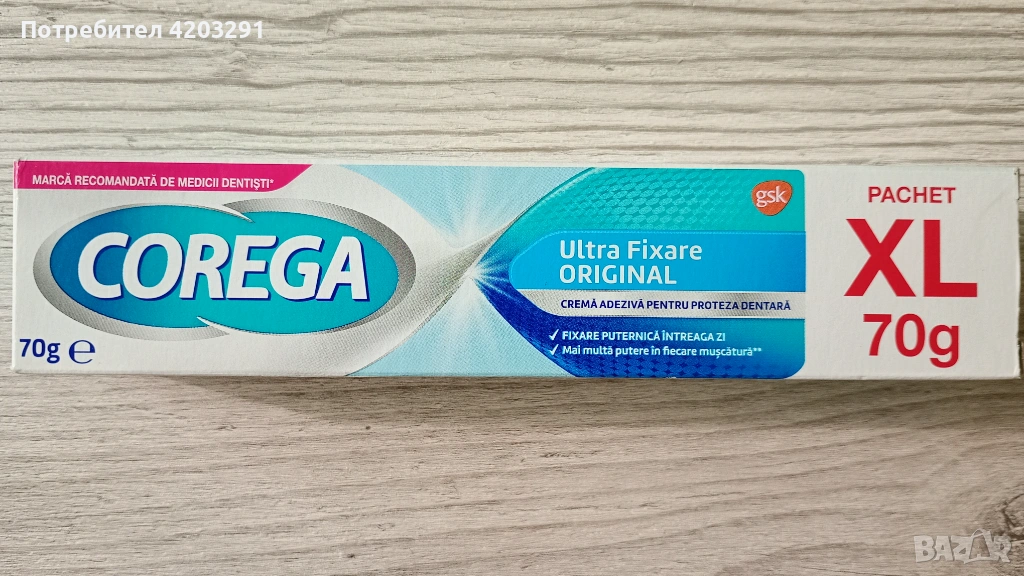 Потребител 4203291
MARCĂ RECOMANDATĂ DE MEDICII DENTIȘTI*
COREGA
70g e
gsk
Ultra Fixare
ORIGINAL
CREMĂ ADEZIVĂ PENTRU PROTEZA DENTARĂ
✓ FIXARE PUTERNICĂ ÎNTREAGA ZI
✓ Mai multă putere în fiecare mușcătură**
PACHET
XL
70g
BAZAR